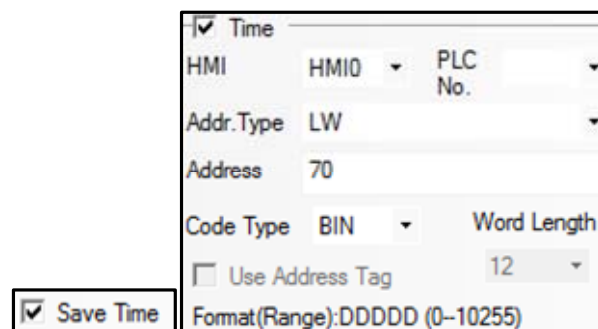 Time
HMI HMI0 PLC No.
Addr.Type LW
Address 70
Code Type BIN Word Length
Use Address Tag 12
Save Time Format(Range):DDDDD (0--10255)